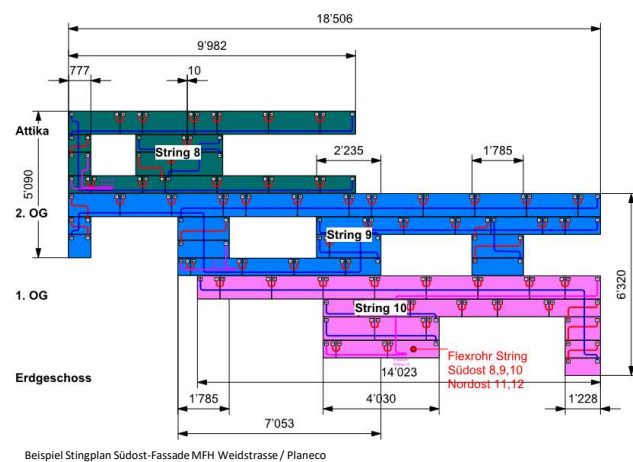 18'506
9'982
777
10
Attika
String 8
2'235
1'785
5'090
2. OG
String 9
6'320
1. OG
String 10
Flexrohr String
Südost 8,9,10
Nordost 11,12
14'023
Erdgeschoss
1'785
4'030
1'228
7'053
Beispiel Stingplan Südost-Fassade MFH Weidstrasse / Planeco